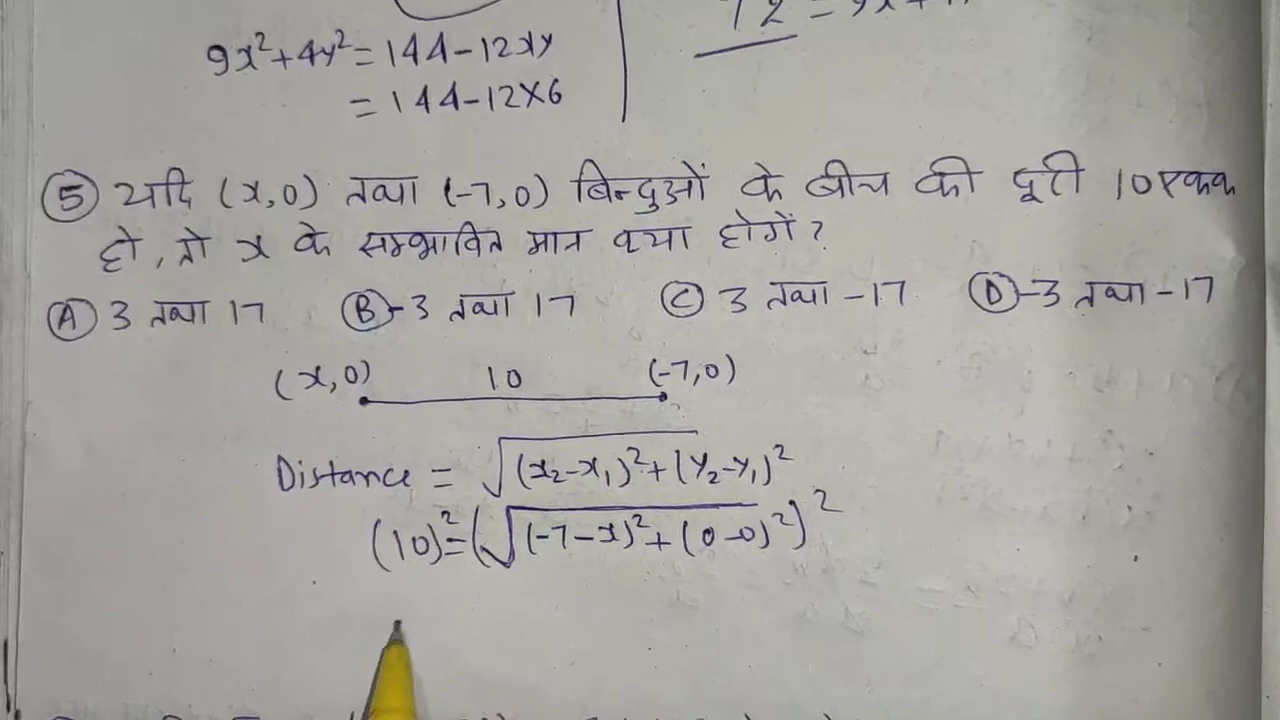 72 = 9x
9x²+4y² = 144-12xy
= 144-12×6
⑤ यदि (x,0) तथा (-7,0) बिन्दुओं के बीच की दूरी 10 एकक
हो, तो x के सम्भावित मान क्या होगें?
Ⓐ 3 तथा 17 Ⓑ -3 तथा 17 Ⓒ 3 तथा -17 Ⓓ -3 तथा -17
(x,0) 10 (-7,0)
Distance = √(x₂-x₁)²+(y₂-y₁)²
(10)²=(√(-7-x)²+(0-0)²)²